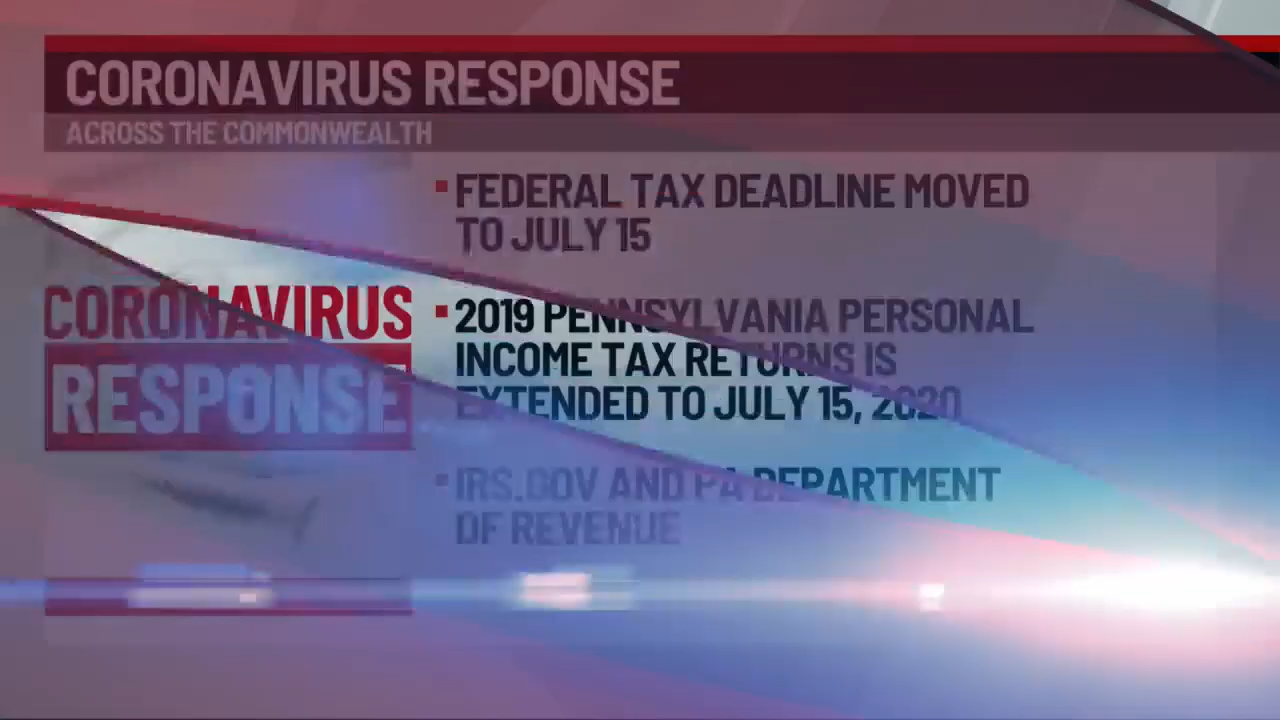 CORONAVIRUS RESPONSE
ACROSS THE COMMONWEALTH
FEDERAL TAX DEADLINE MOVED
TO JULY 15
CORONAVIRUS
RESPONSE
2019 PENNSYLVANIA PERSONAL
INCOME TAX RETURNS IS
EXTENDED TO JULY 15, 2020
IRS.GOV AND PA DEPARTMENT
OF REVENUE